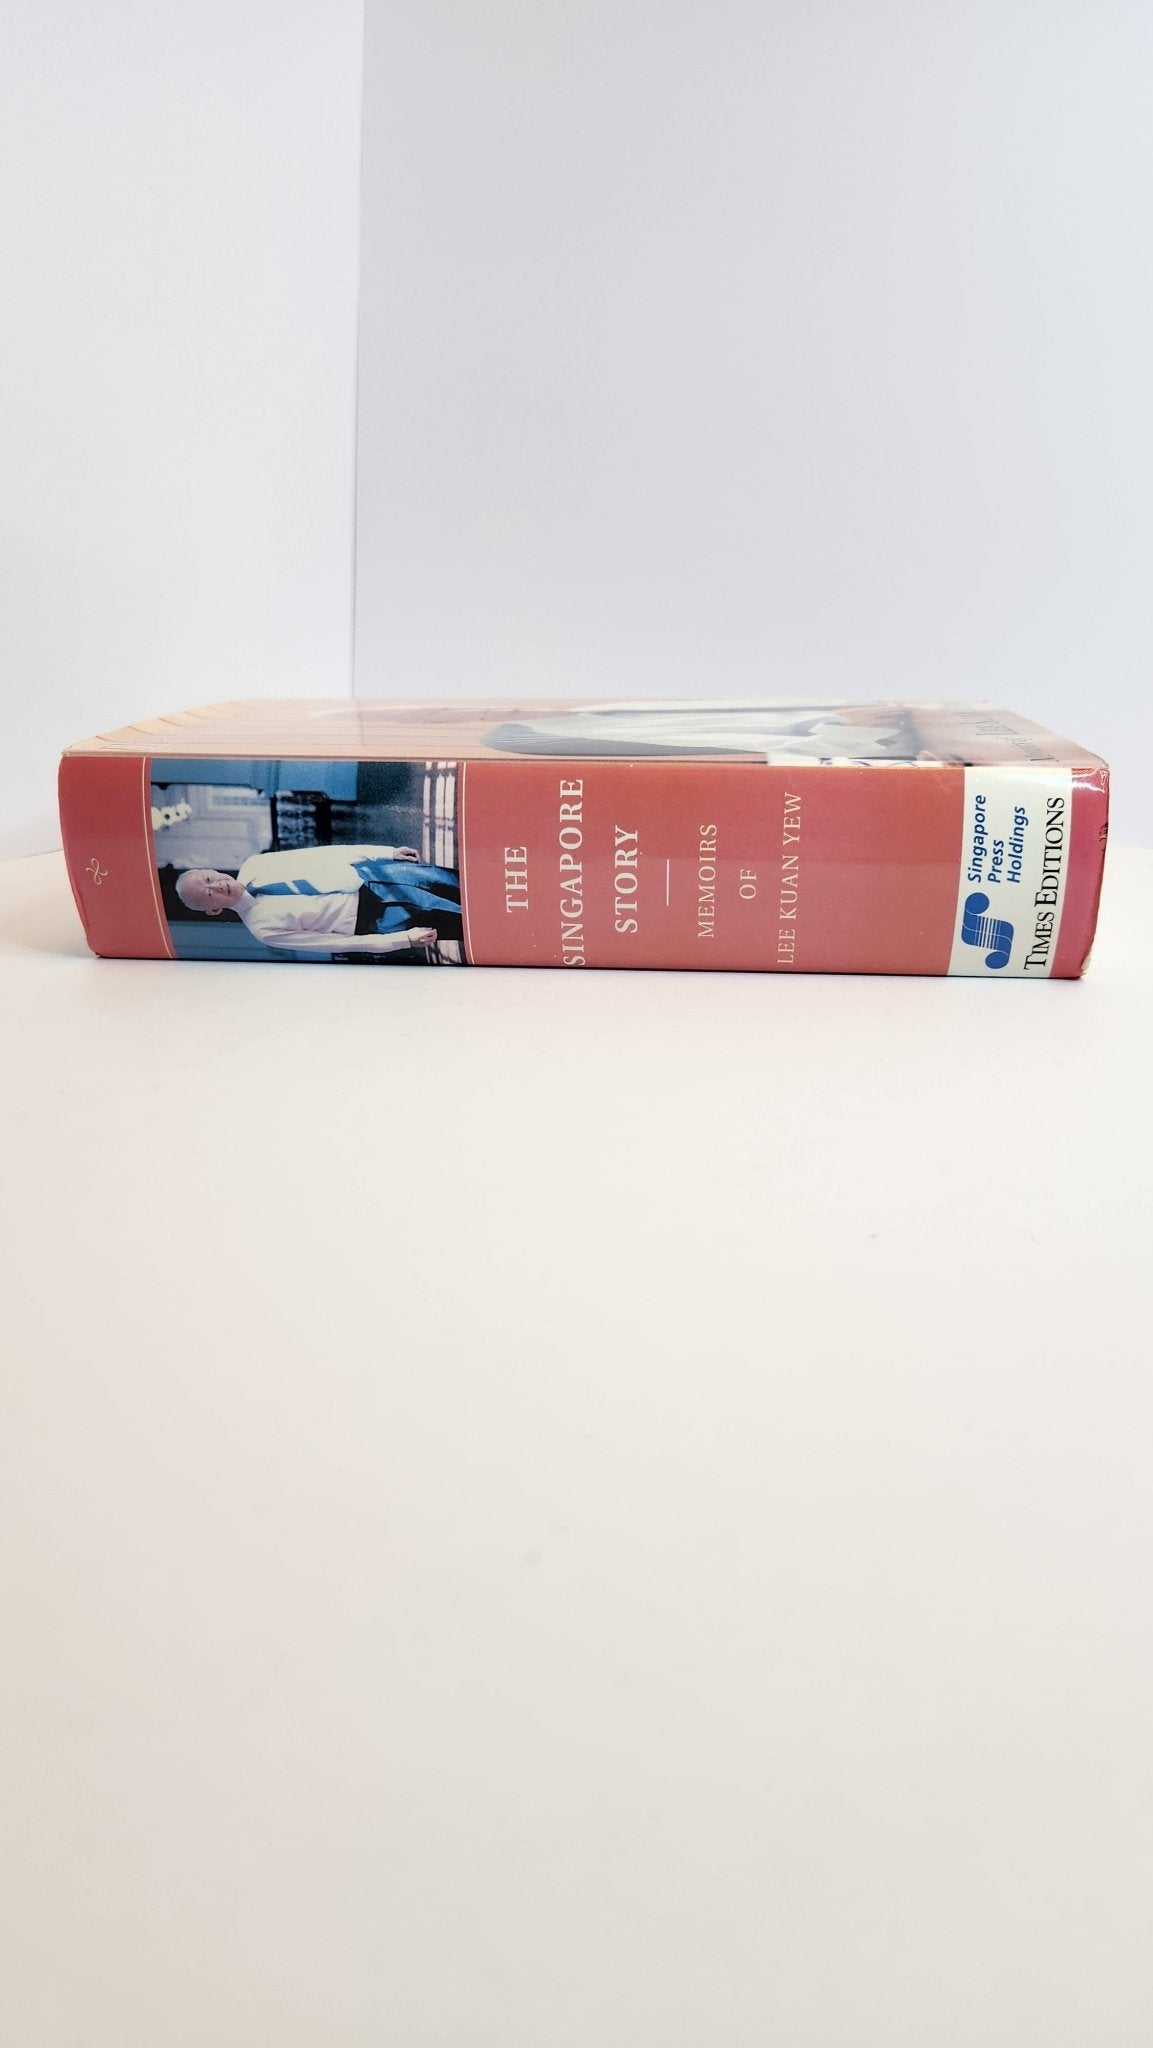 THE
SINGAPORE
STORY
MEMOIRS
OF
LEE KUAN YEW
Singapore
Press
Holdings
TIMES EDITIONS